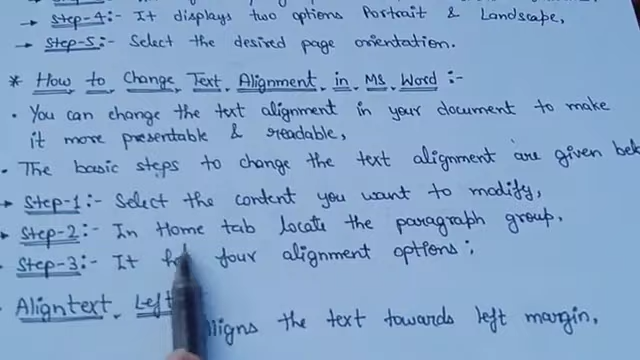 → Step-4:- It displays two options Portrait & Landscape,
→ Step-5:- Select the desired page orientation.
* How to Change Text Alignment in MS Word :-
• You can change the text alignment in your document to make
it more presentable & readable,
• The basic steps to change the text alignment are given
→ Step-1:- Select the content you want to modify,
→ Step-2:- In Home tab locate the paragraph group,
Step-3:- It four alignment options:
Aligntext Left
the text towards left margin,